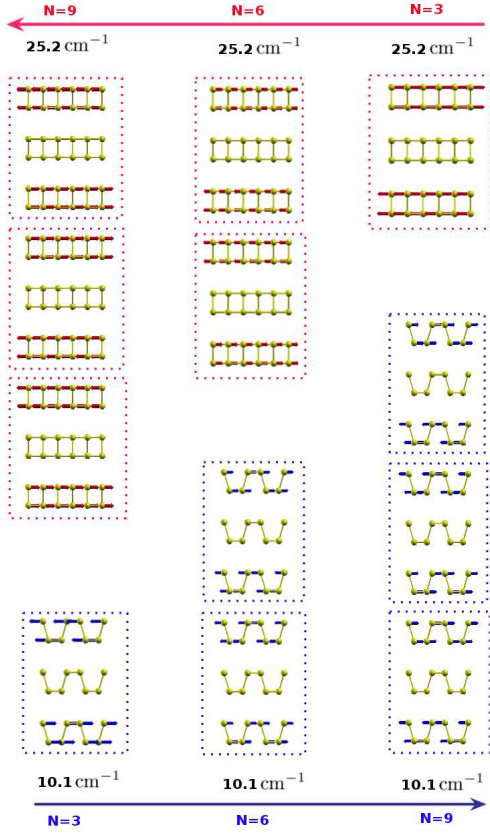 N=9 N=6 N=3
25.2 cm⁻¹ 25.2 cm⁻¹ 25.2 cm⁻¹
10.1 cm⁻¹ 10.1 cm⁻¹ 10.1 cm⁻¹
N=3 N=6 N=9